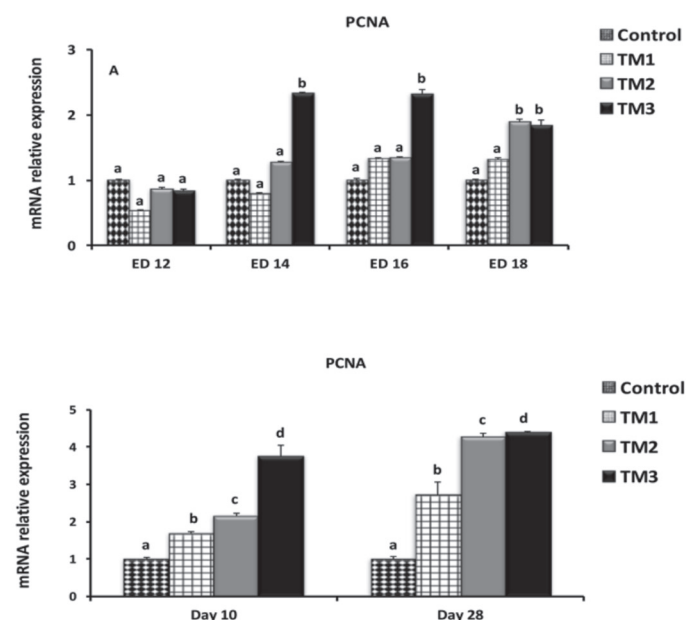 PCNA
Control
TM1
TM2
TM3
mRNA relative expression
3
2
1
0
A
a a a a
a a a b
a a a b
a a b b
ED 12 ED 14 ED 16 ED 18
PCNA
Control
TM1
TM2
TM3
mRNA relative expression
5
4
3
2
1
0
a b c d
a b c d
Day 10 Day 28